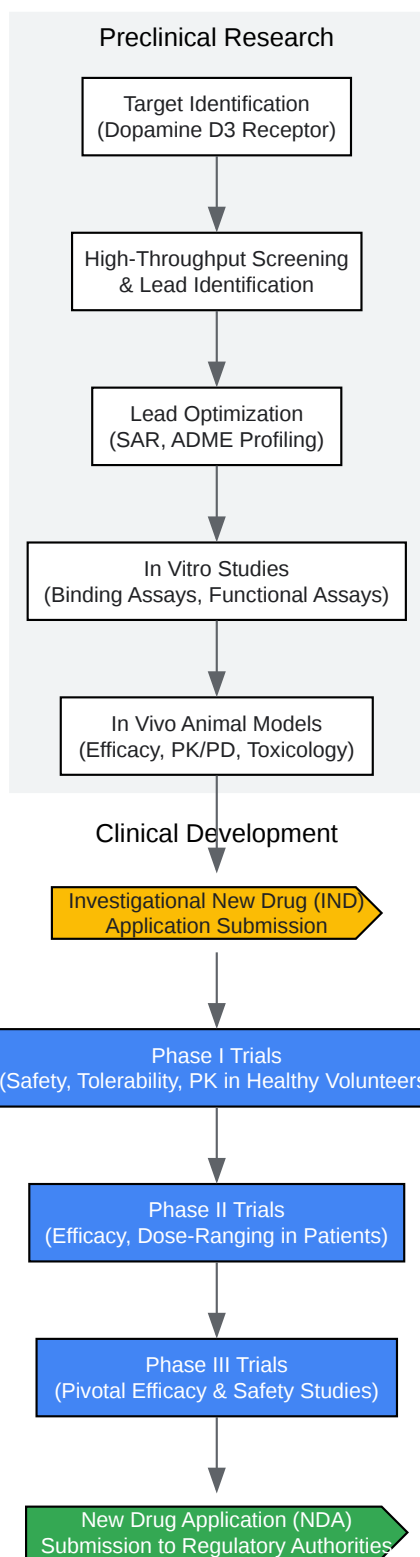 Preclinical Research
Target Identification
(Dopamine D3 Receptor)
High-Throughput Screening
& Lead Identification
Lead Optimization
(SAR, ADME Profiling)
In Vitro Studies
(Binding Assays, Functional Assays)
In Vivo Animal Models
(Efficacy, PK/PD, Toxicology)
Clinical Development
Investigational New Drug (IND)
Application Submission
Phase I Trials
(Safety, Tolerability, PK in Healthy Volunteers
Phase II Trials
(Efficacy, Dose-Ranging in Patients)
Phase III Trials
(Pivotal Efficacy & Safety Studies)
New Drug Application (NDA)
Submission to Regulatory Authorities